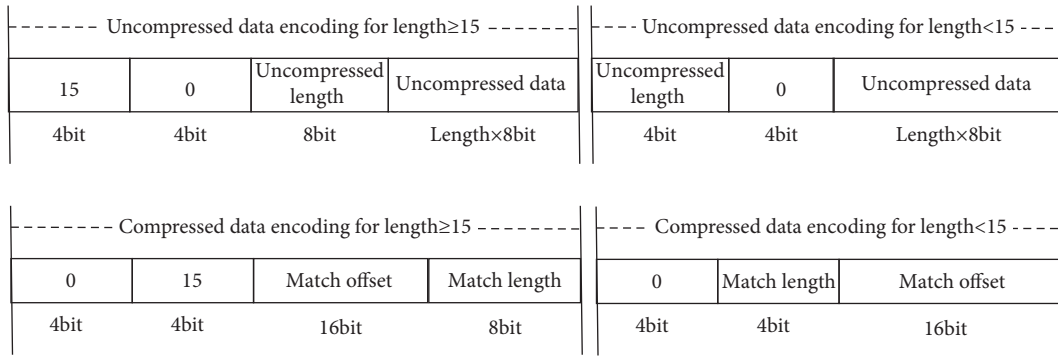 Uncompressed data encoding for length≥15
15
0
Uncompressed
length
Uncompressed data
4bit
4bit
8bit
Length×8bit
Uncompressed data encoding for length<15
Uncompressed
length
0
Uncompressed data
4bit
4bit
Length×8bit
Compressed data encoding for length≥15
0
15
Match offset
Match length
4bit
4bit
16bit
8bit
Compressed data encoding for length<15
0
Match length
Match offset
4bit
4bit
16bit